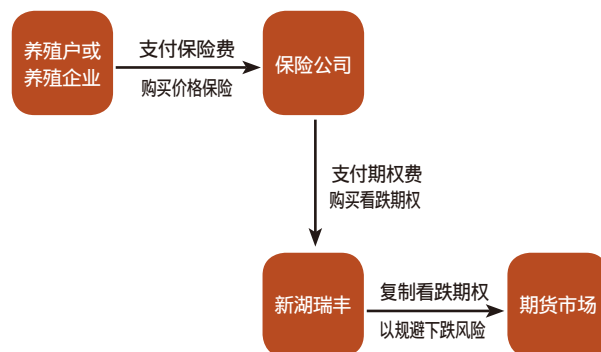 养殖户或
养殖企业
支付保险费
购买价格保险
保险公司
支付期权费
购买看跌期权
新湖瑞丰
复制看跌期权
以规避下跌风险
期货市场